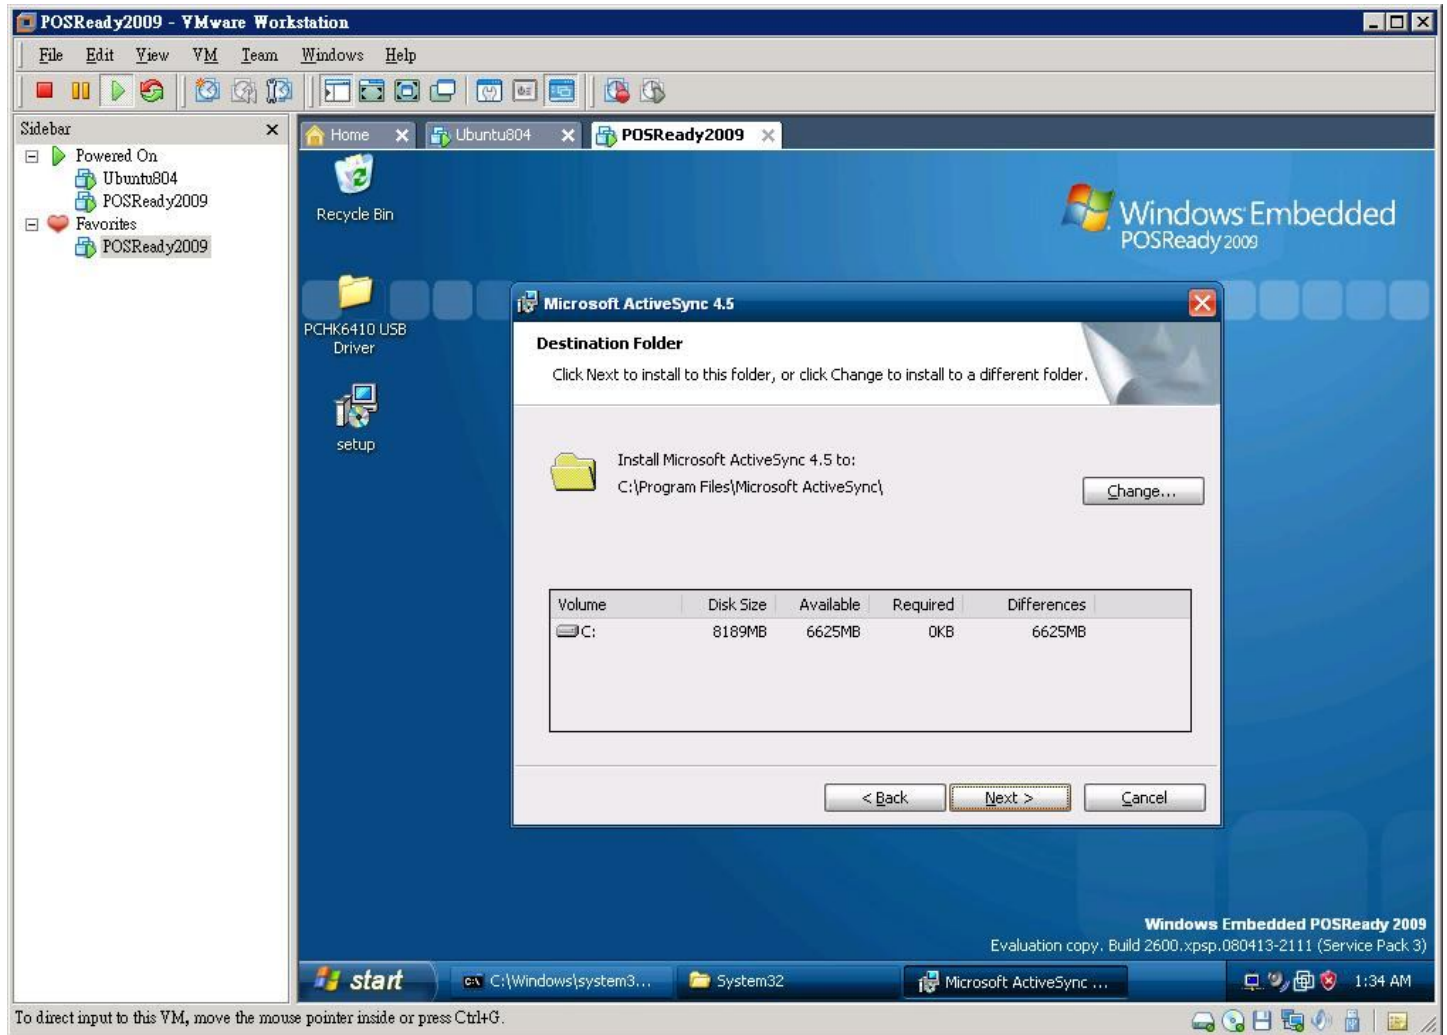 POSReady2009 - VMware Workstation
File Edit View VM Team Windows Help
Sidebar
Powered On
Ubuntu804
POSReady2009
Favorites
POSReady2009
Home Ubuntu804 POSReady2009
Recycle Bin
Windows Embedded
POSReady 2009
PCHK6410 USB
Driver
setup
Microsoft ActiveSync 4.5
Destination Folder
Click Next to install to this folder, or click Change to install to a different folder.
Install Microsoft ActiveSync 4.5 to:
C:\Program Files\Microsoft ActiveSync\
Change...
Volume Disk Size Available Required Differences
C: 8189MB 6625MB 0KB 6625MB
< Back Next > Cancel
Windows Embedded POSReady 2009
Evaluation copy. Build 2600.xpsp.080413-2111 (Service Pack 3)
start C:\Windows\system3... System32 Microsoft ActiveSync ... 1:34 AM
To direct input to this VM, move the mouse pointer inside or press Ctrl+G.